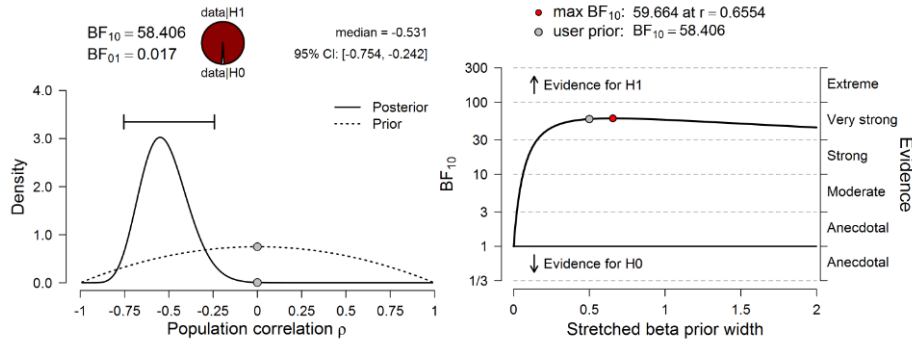 data|H1
BF10 = 58.406
BF01 = 0.017
data|H0
median = -0.531
95% CI: [-0.754, -0.242]
Posterior
Prior
4.0
3.0
2.0
1.0
0.0
Density
-1
-0.75
-0.5
-0.25
0
0.25
0.5
0.75
1
Population correlation ρ
max BF10: 59.664 at r = 0.6554
user prior: BF10 = 58.406
300
100
30
10
3
1
1/3
BF10
Evidence for H1
Evidence for H0
Extreme
Very strong
Strong
Moderate
Anecdotal
Anecdotal
Evidence
0
0.5
1
1.5
2
Stretched beta prior width